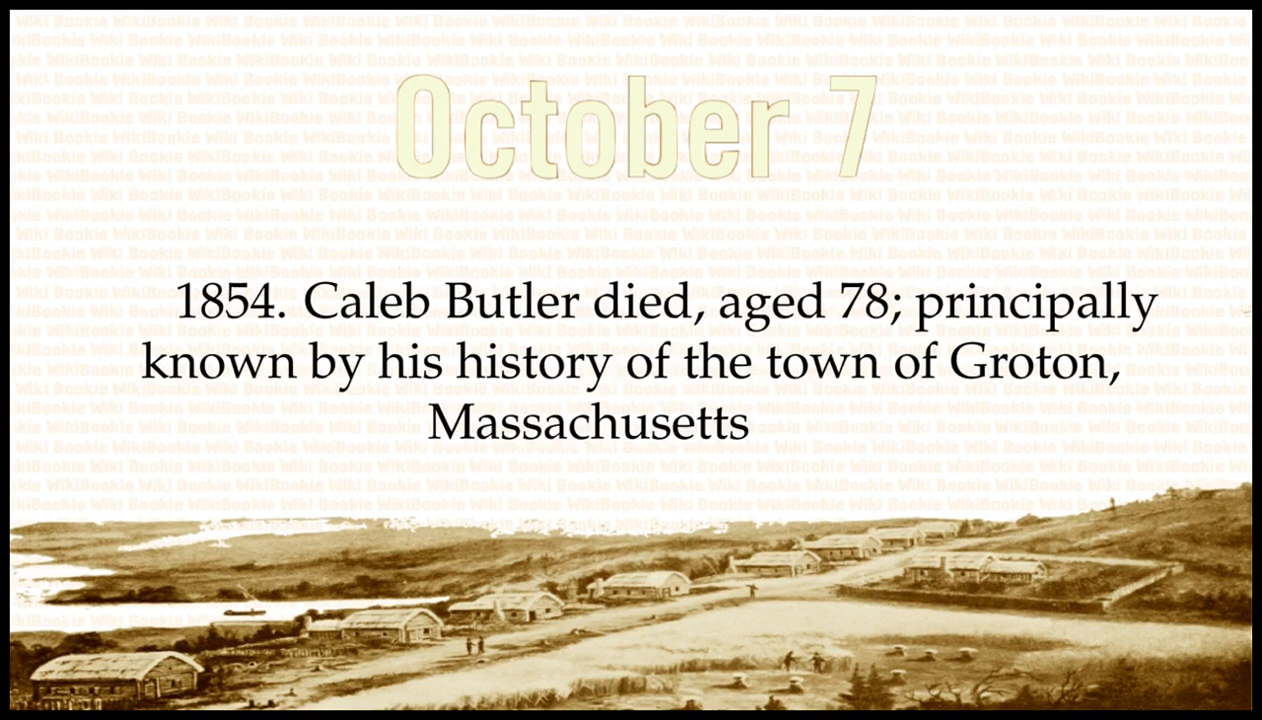 October 7
1854. Caleb Butler died, aged 78; principally
known by his history of the town of Groton,
Massachusetts